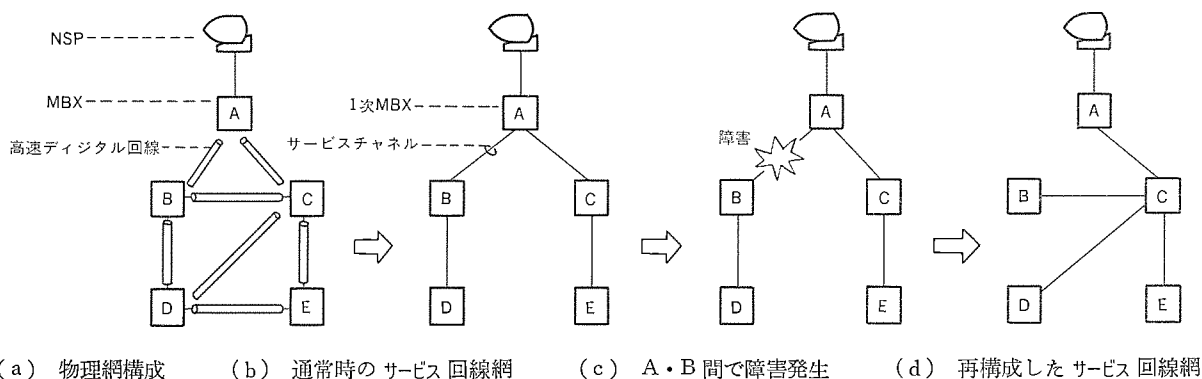 NSP
MBX
A
高速ディジタル回線
B
C
D
E
1次MBX
A
サービスチャネル
B
C
D
E
障害
A
B
C
D
E
A
B
C
D
E
(a) 物理網構成
(b) 通常時のサービス回線網
(c) A・B間で障害発生
(d) 再構成したサービス回線網